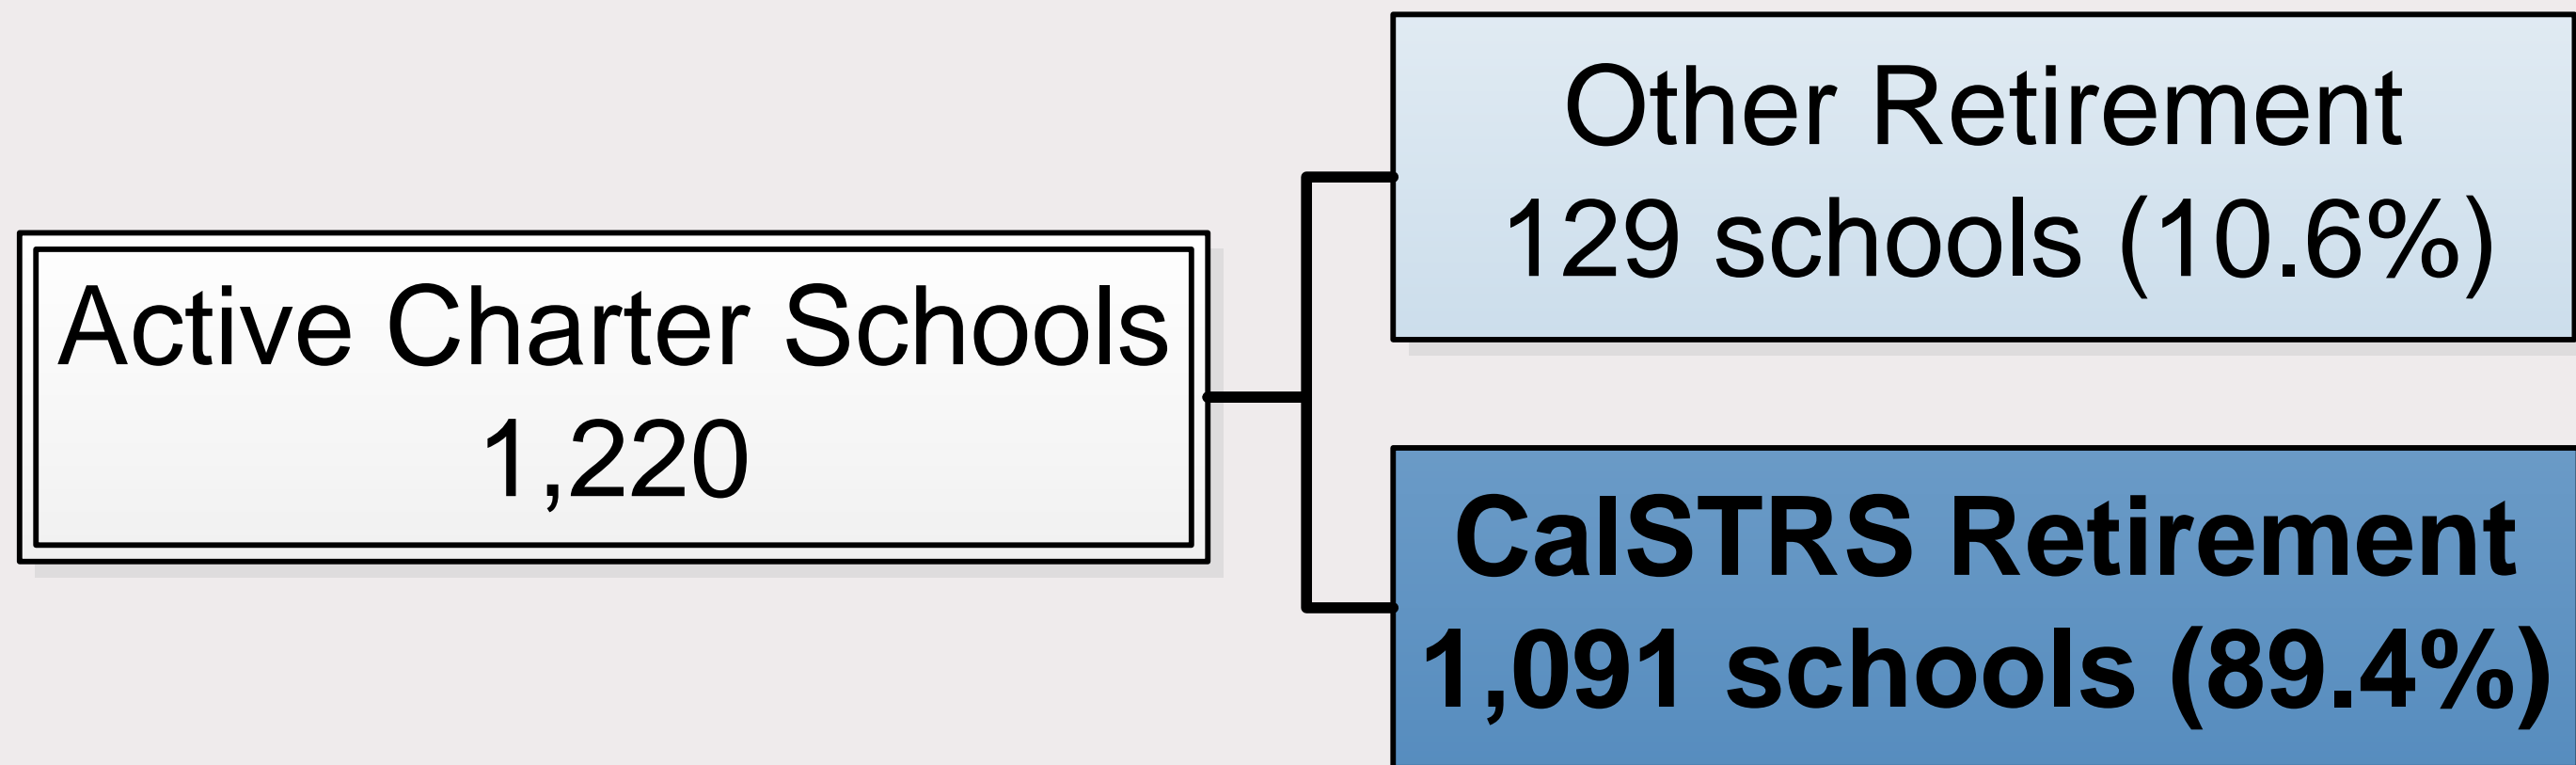 Active Charter Schools
1,220
Other Retirement
129 schools (10.6%)
CalSTRS Retirement
1,091 schools (89.4%)